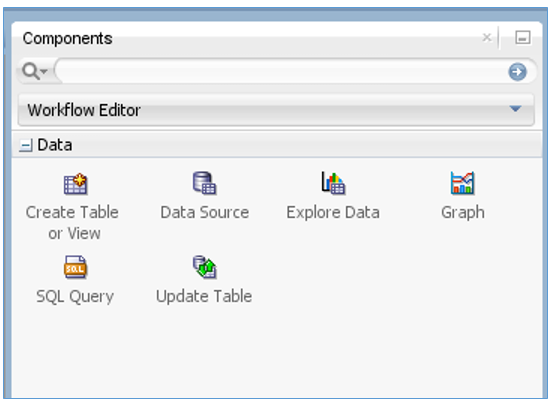 Components
Workflow Editor
Data
Create Table
or View
Data Source
Explore Data
Graph
SQL
SQL Query
Update Table